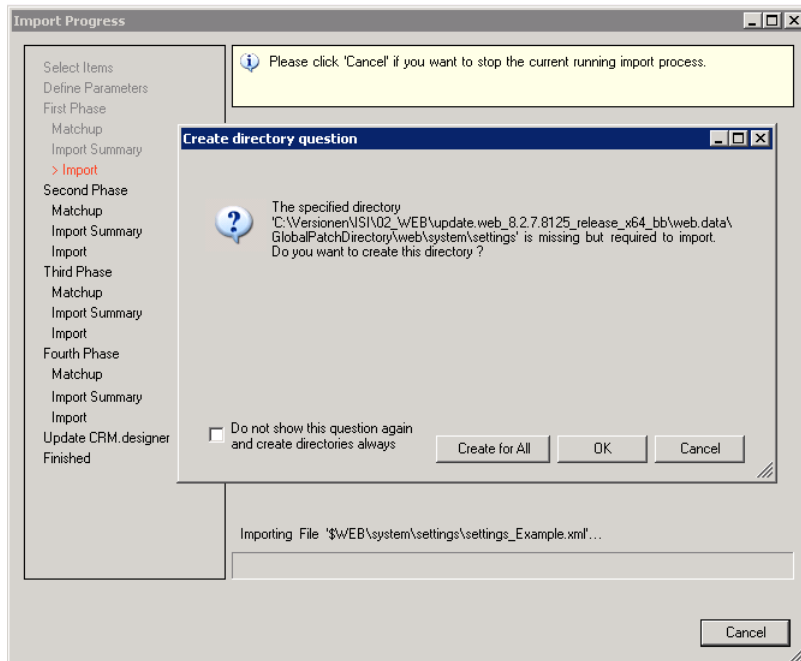 Import Progress
Select Items
Define Parameters
First Phase
Matchup
Import Summary
> Import
Second Phase
Matchup
Import Summary
Import
Third Phase
Matchup
Import Summary
Import
Fourth Phase
Matchup
Import Summary
Import
Update CRM.designer
Finished
Please click 'Cancel' if you want to stop the current running import process.
Create directory question
The specified directory
'C:\Versionen\ISI\02_WEB\update.web_8.2.7.8125_release_x64_bb\web.data\
GlobalPatchDirectory\web\system\settings' is missing but required to import.
Do you want to create this directory ?
Do not show this question again
and create directories always
Create for All
OK
Cancel
Importing File '$WEB\system\settings\settings_Example.xml'...
Cancel